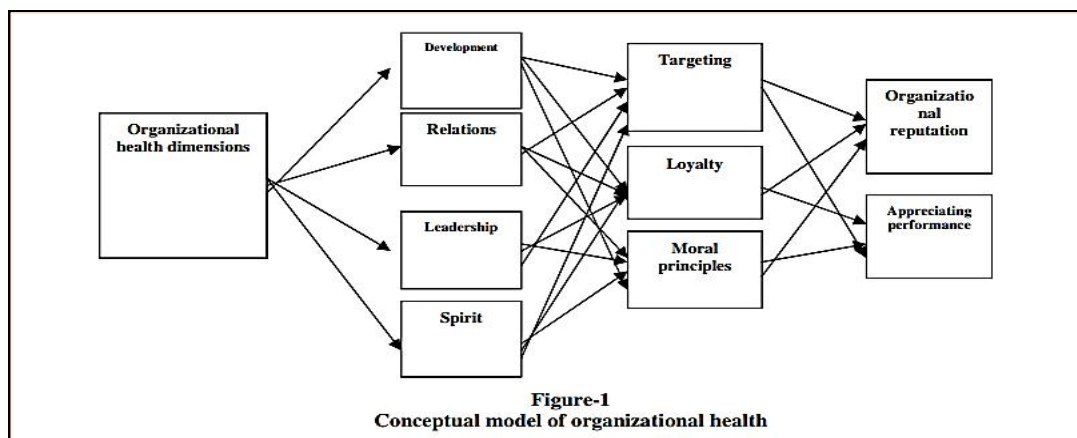 Organizational
health dimensions
Development
Relations
Leadership
Spirit
Targeting
Loyalty
Moral
principles
Organizatio
nal
reputation
Appreciating
performance
Figure-1
Conceptual model of organizational health